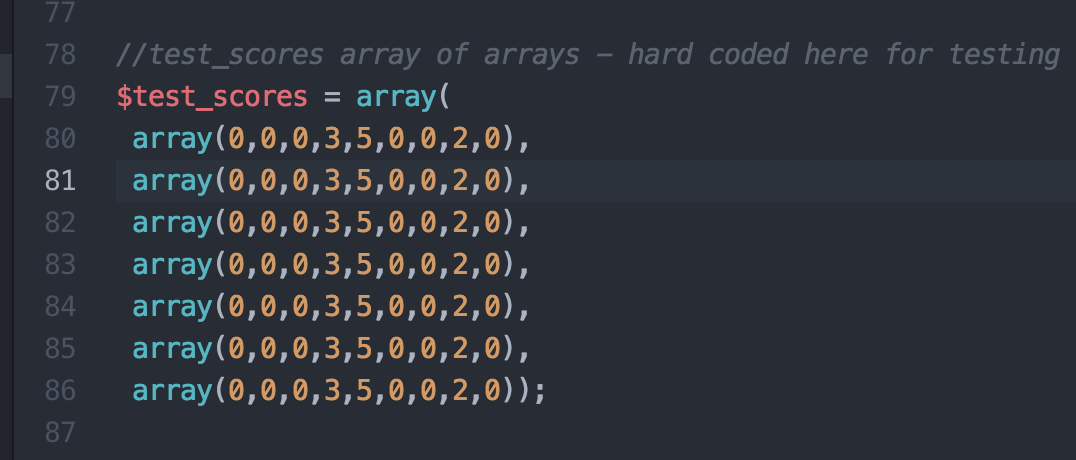 77
78 //test_scores array of arrays - hard coded here for testing
79 $test_scores = array(
80  array(0,0,0,3,5,0,0,2,0),
81  array(0,0,0,3,5,0,0,2,0),
82  array(0,0,0,3,5,0,0,2,0),
83  array(0,0,0,3,5,0,0,2,0),
84  array(0,0,0,3,5,0,0,2,0),
85  array(0,0,0,3,5,0,0,2,0),
86  array(0,0,0,3,5,0,0,2,0));
87